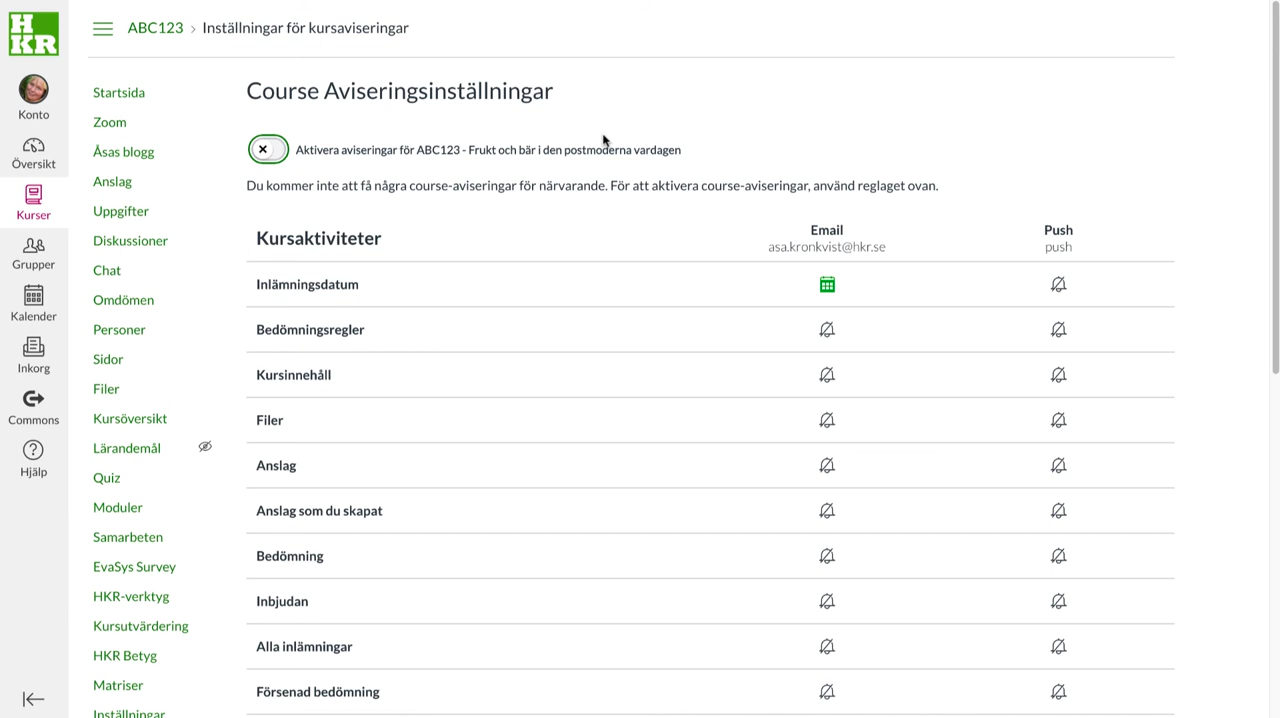 HKR
ABC123 › Inställningar för kursaviseringar
Konto
Översikt
Kurser
Grupper
Kalender
Inkorg
Commons
Hjälp
Startsida
Zoom
Åsas blogg
Anslag
Uppgifter
Diskussioner
Chat
Omdömen
Personer
Sidor
Filer
Kursöversikt
Lärandemål
Quiz
Moduler
Samarbeten
EvaSys Survey
HKR-verktyg
Kursutvärdering
HKR Betyg
Matriser
Inställningar
Course Aviseringsinställningar
Aktivera aviseringar för ABC123 - Frukt och bär i den postmoderna vardagen
Du kommer inte att få några course-aviseringar för närvarande. För att aktivera course-aviseringar, använd reglaget ovan.
Kursaktiviteter
Email
asa.kronkvist@hkr.se
Push
push
Inlämningsdatum
Bedömningsregler
Kursinnehåll
Filer
Anslag
Anslag som du skapat
Bedömning
Inbjudan
Alla inlämningar
Försenad bedömning